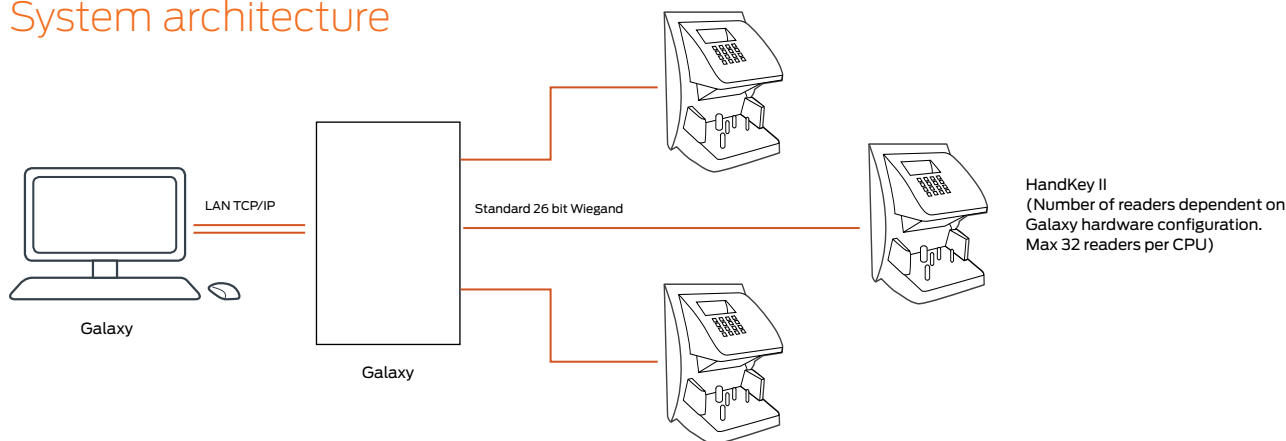 System architecture
LAN TCP/IP
Standard 26 bit Wiegand
HandKey II
(Number of readers dependent on
Galaxy hardware configuration.
Max 32 readers per CPU)
Galaxy
Galaxy